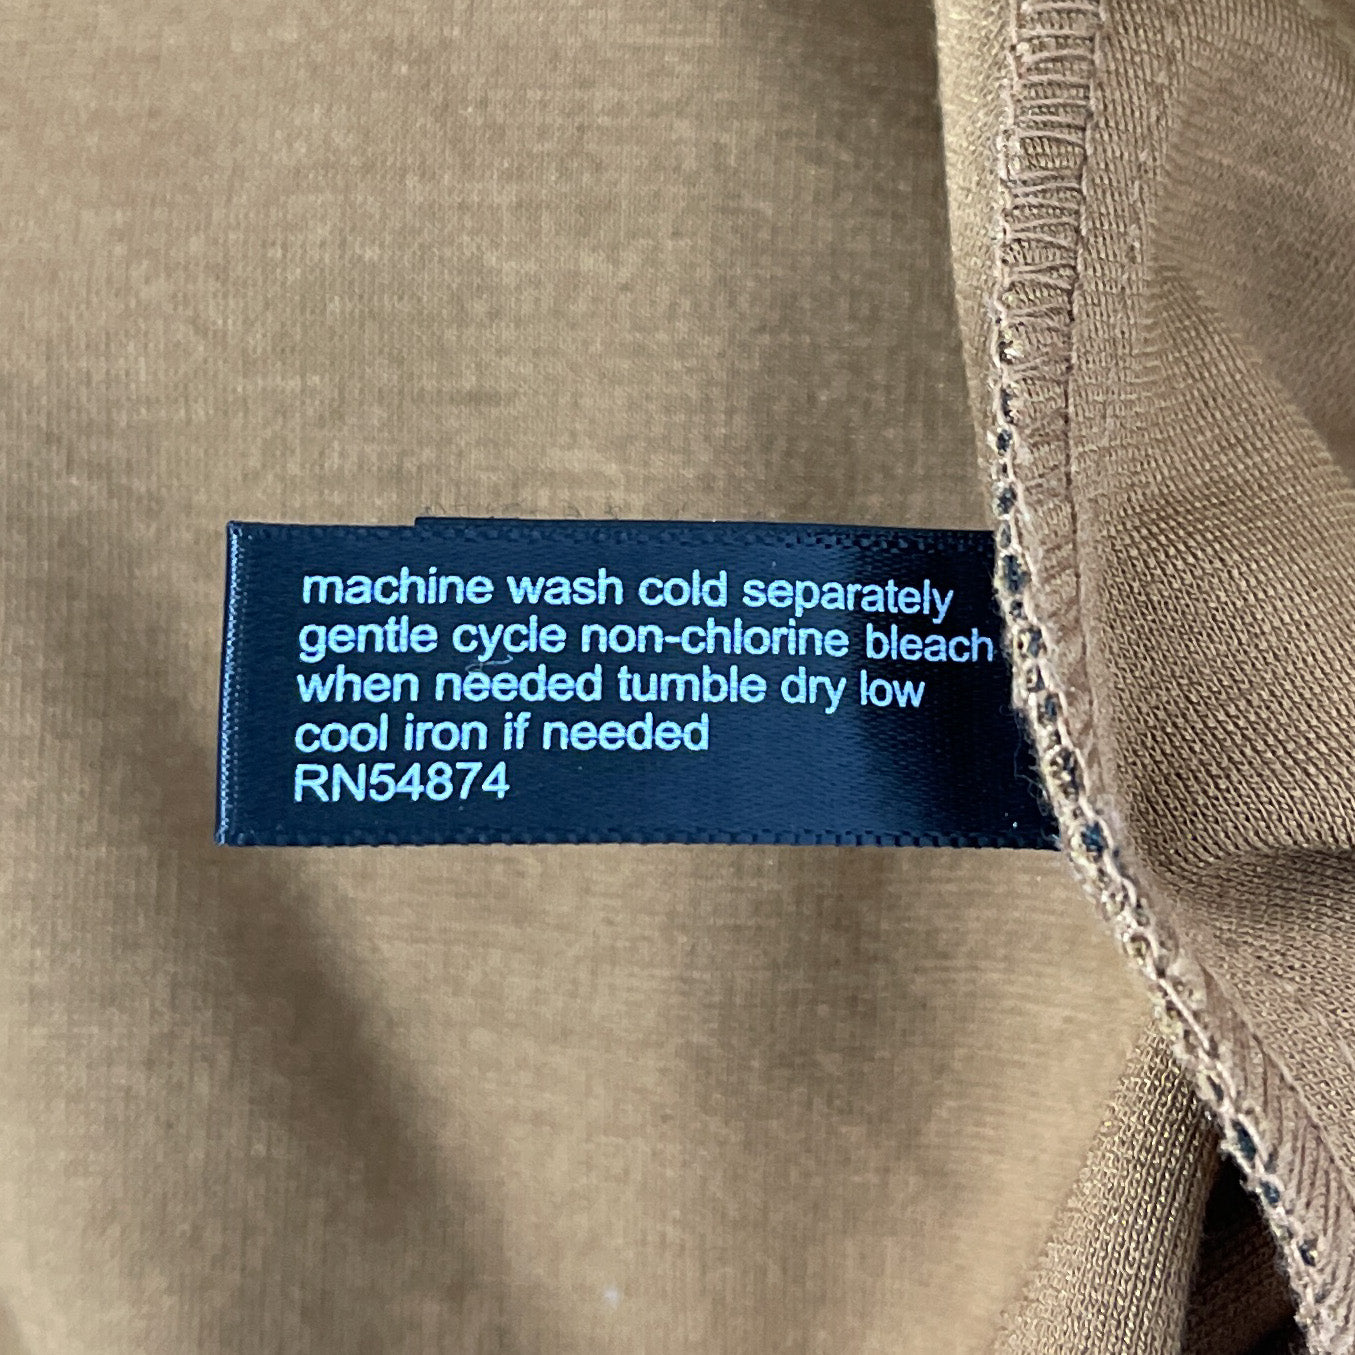 machine wash cold separately
gentle cycle non-chlorine bleach
when needed tumble dry low
cool iron if needed
RN54874